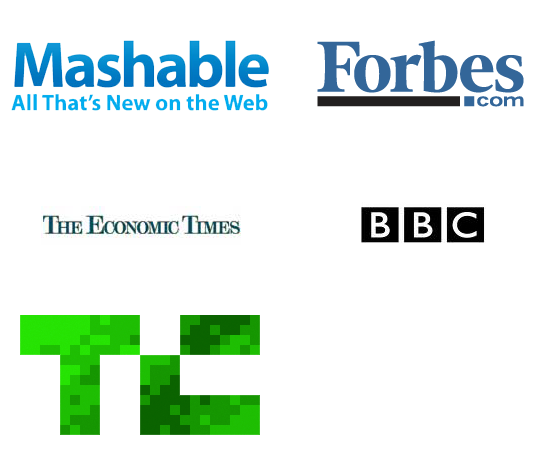 Mashable
All That's New on the Web
Forbes
.com
THE ECONOMIC TIMES
BBC
TC